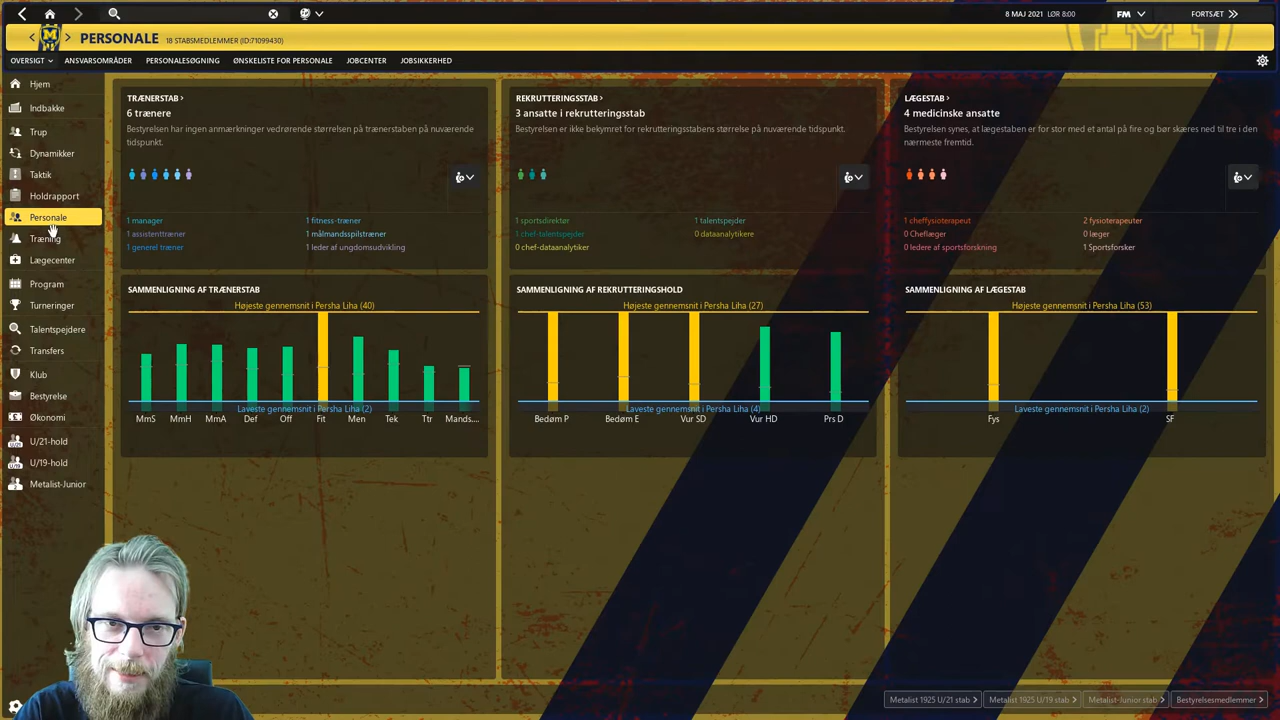 8 MAJ 2021 LØR 8:00
FM
FORTSÆT
PERSONALE 18 STABSMEDLEMMER (ID:71099430)
OVERSIGT ANSVARSOMRÅDER PERSONALESØGNING ØNSKELISTE FOR PERSONALE JOBCENTER JOBSIKKERHED
Hjem
Indbakke
Trup
Dynamikker
Taktik
Holdrapport
Personale
Træning
Lægecenter
Program
Turneringer
Talentspejdere
Transfers
Klub
Bestyrelse
Økonomi
U/21-hold
U/19-hold
Metalist-Junior
TRÆNERSTAB
6 trænere
Bestyrelsen har ingen anmærkninger vedrørende størrelsen på trænerstaben på nuværende
tidspunkt.
1 manager
1 fitness-træner
1 assistenttræner
1 målmandsspilstræner
1 generel træner
1 leder af ungdomsudvikling
REKRUTTERINGSSTAB
3 ansatte i rekrutteringsstab
Bestyrelsen er ikke bekymret for rekrutteringsstabens størrelse på nuværende tidspunkt.
1 sportsdirektør
1 talentspejder
1 chef-talentspejder
0 dataanalytikere
0 chef-dataanalytiker
LÆGESTAB
4 medicinske ansatte
Bestyrelsen synes, at lægestaben er for stor med et antal på fire og bør skæres ned til tre i den
nærmeste fremtid.
1 cheffysioterapeut
2 fysioterapeuter
0 Cheflæger
0 læger
0 ledere af sportsforskning
1 Sportsforsker
SAMMENLIGNING AF TRÆNERSTAB
Højeste gennemsnit i Persha Liha (40)
Laveste gennemsnit i Persha Liha (2)
MmS MmH MmA Def Off Fit Men Tek Ttr Mands....
SAMMENLIGNING AF REKRUTTERINGSHOLD
Højeste gennemsnit i Persha Liha (27)
Laveste gennemsnit i Persha Liha (4)
Bedøm P Bedøm E Vur SD Vur HD Prs D
SAMMENLIGNING AF LÆGESTAB
Højeste gennemsnit i Persha Liha (53)
Laveste gennemsnit i Persha Liha (2)
Fys SF
Metalist 1925 U/21 stab
Metalist 1925 U/19 stab
Metalist-Junior stab
Bestyrelsesmedlemmer